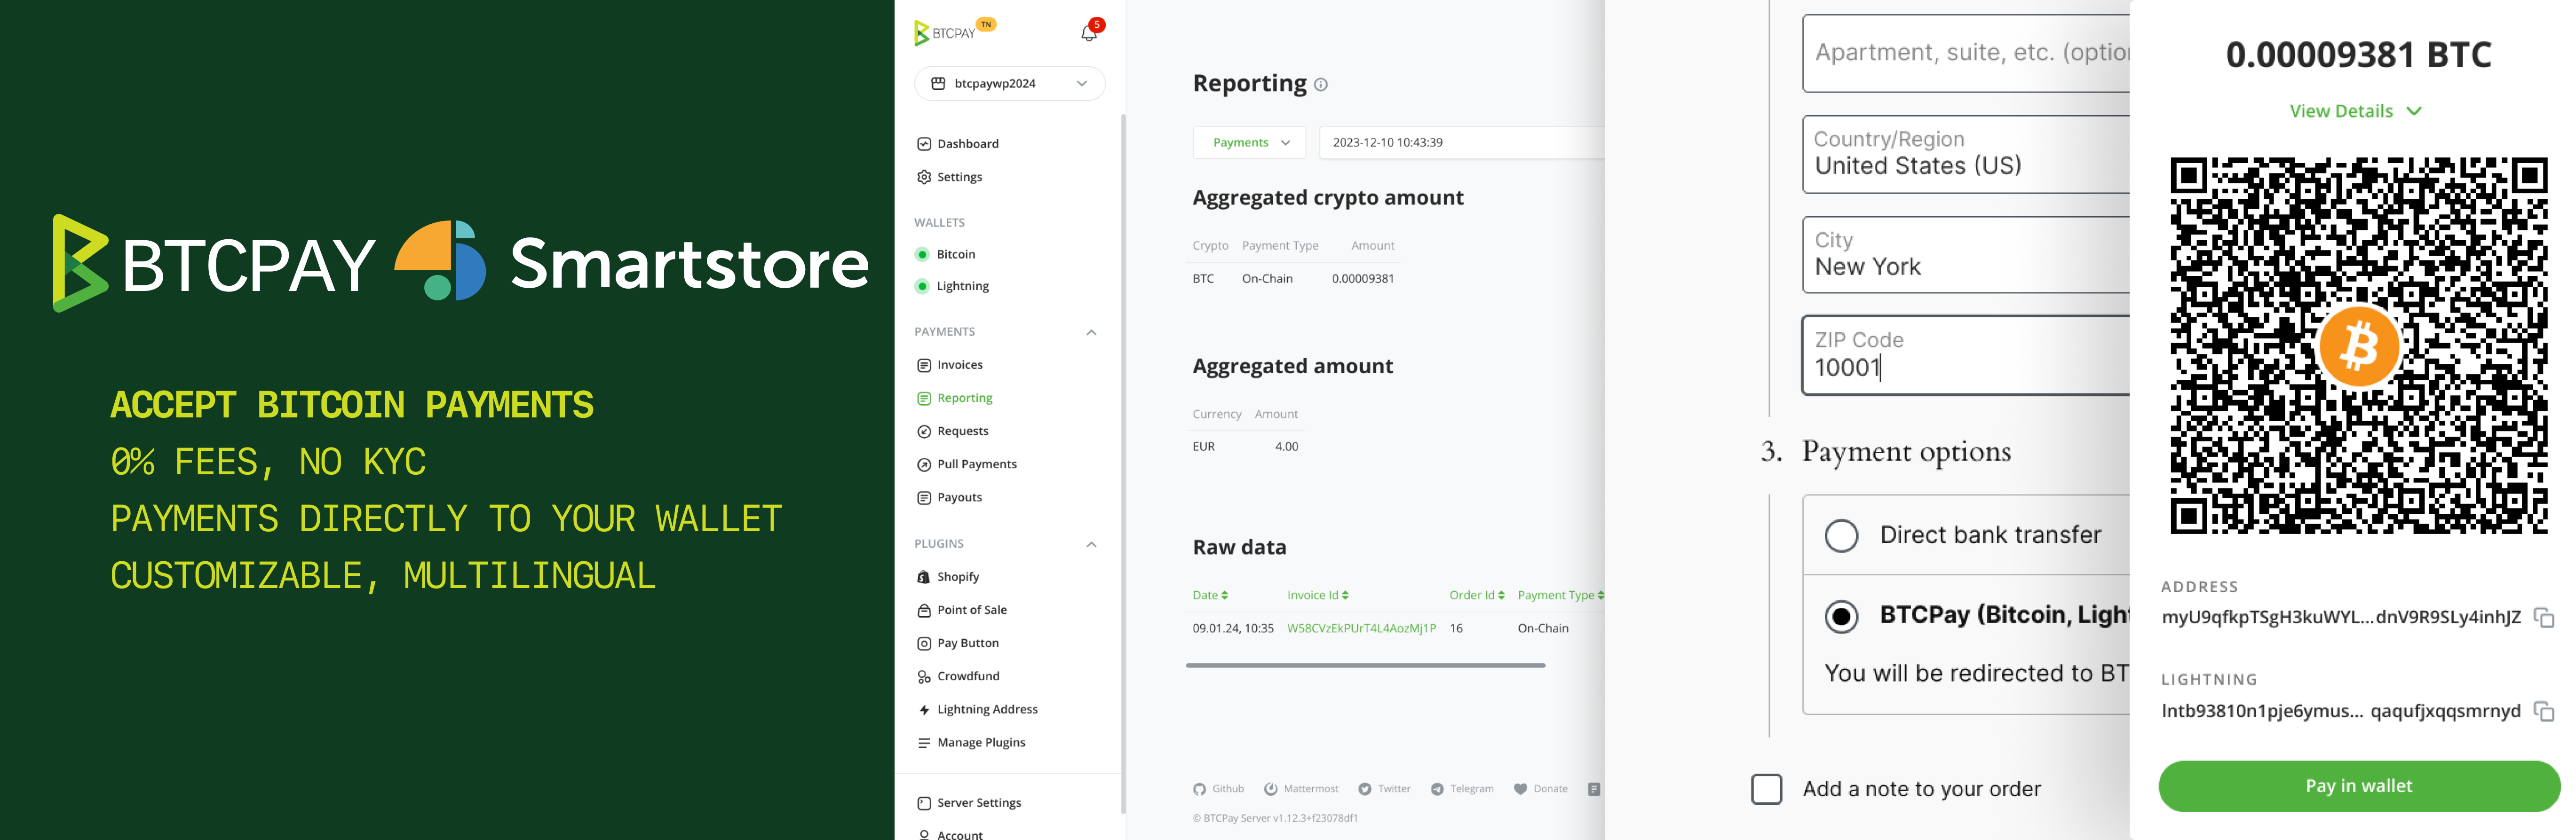 BTCPAY Smartstore
ACCEPT BITCOIN PAYMENTS
0% FEES, NO KYC
PAYMENTS DIRECTLY TO YOUR WALLET
CUSTOMIZABLE, MULTILINGUAL
BTCPAY TN 5
btcpaywp2024
Dashboard
Settings
WALLETS
Bitcoin
Lightning
PAYMENTS
Invoices
Reporting
Requests
Pull Payments
Payouts
PLUGINS
Shopify
Point of Sale
Pay Button
Crowdfund
Lightning Address
Manage Plugins
Server Settings
Account
Reporting
Payments 2023-12-10 10:43:39
Aggregated crypto amount
Crypto Payment Type Amount
BTC On-Chain 0.00009381
Aggregated amount
Currency Amount
EUR 4.00
Raw data
Date Invoice Id Order Id Payment Type
09.01.24, 10:35 W58CVzEkPUrT4L4AozMj1P 16 On-Chain
Github Mattermost Twitter Telegram Donate
© BTCPay Server v1.12.3+f23078df1
Apartment, suite, etc. (optio
Country/Region
United States (US)
City
New York
ZIP Code
10001
3. Payment options
Direct bank transfer
BTCPay (Bitcoin, Light
You will be redirected to BT
Add a note to your order
0.00009381 BTC
View Details
ADDRESS
myU9qfkpTSgH3kuWYL...dnV9R9SLy4inhJZ
LIGHTNING
lntb93810n1pje6ymus... qaqufjxqqsmrnyd
Pay in wallet